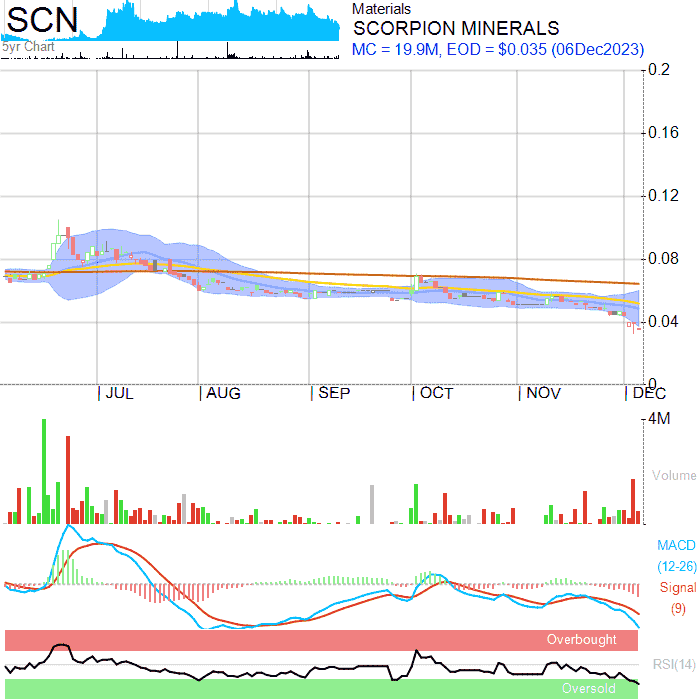 SCN
5yr Chart
Materials
SCORPION MINERALS
MC = 19.9M, EOD = $0.035 (06Dec2023)
0.2
0.16
0.12
0.08
0.04
0
JUL AUG SEP OCT NOV DEC
4M
Volume
MACD
(12-26)
Signal
(9)
Overbought
RSI(14)
Oversold